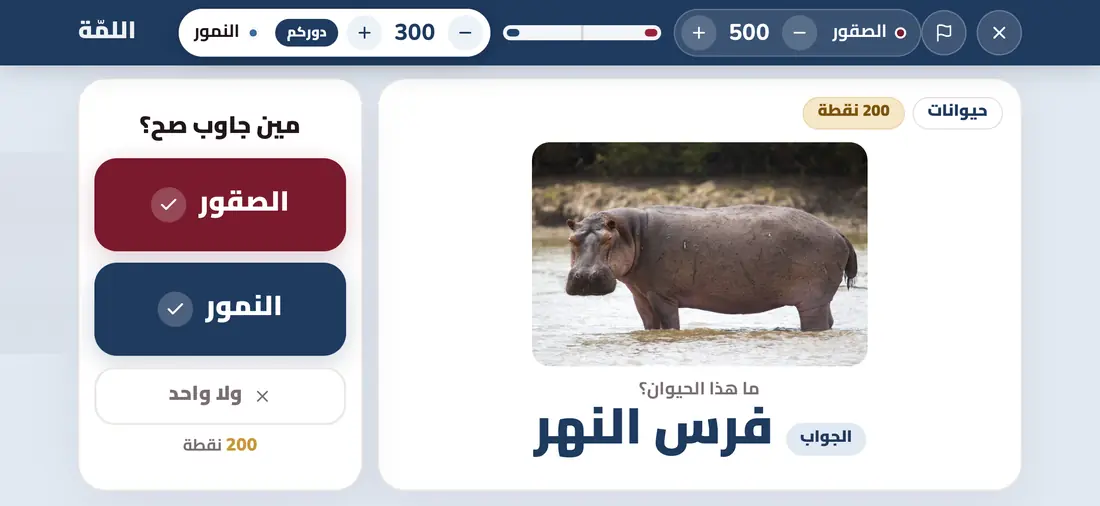 الصقور − 500 +
+ 300 − دوركم النمور
اللمّة
حيوانات
200 نقطة
ما هذا الحيوان؟
الجواب
فرس النهر
مين جاوب صح؟
الصقور
النمور
ولا واحد
200 نقطة